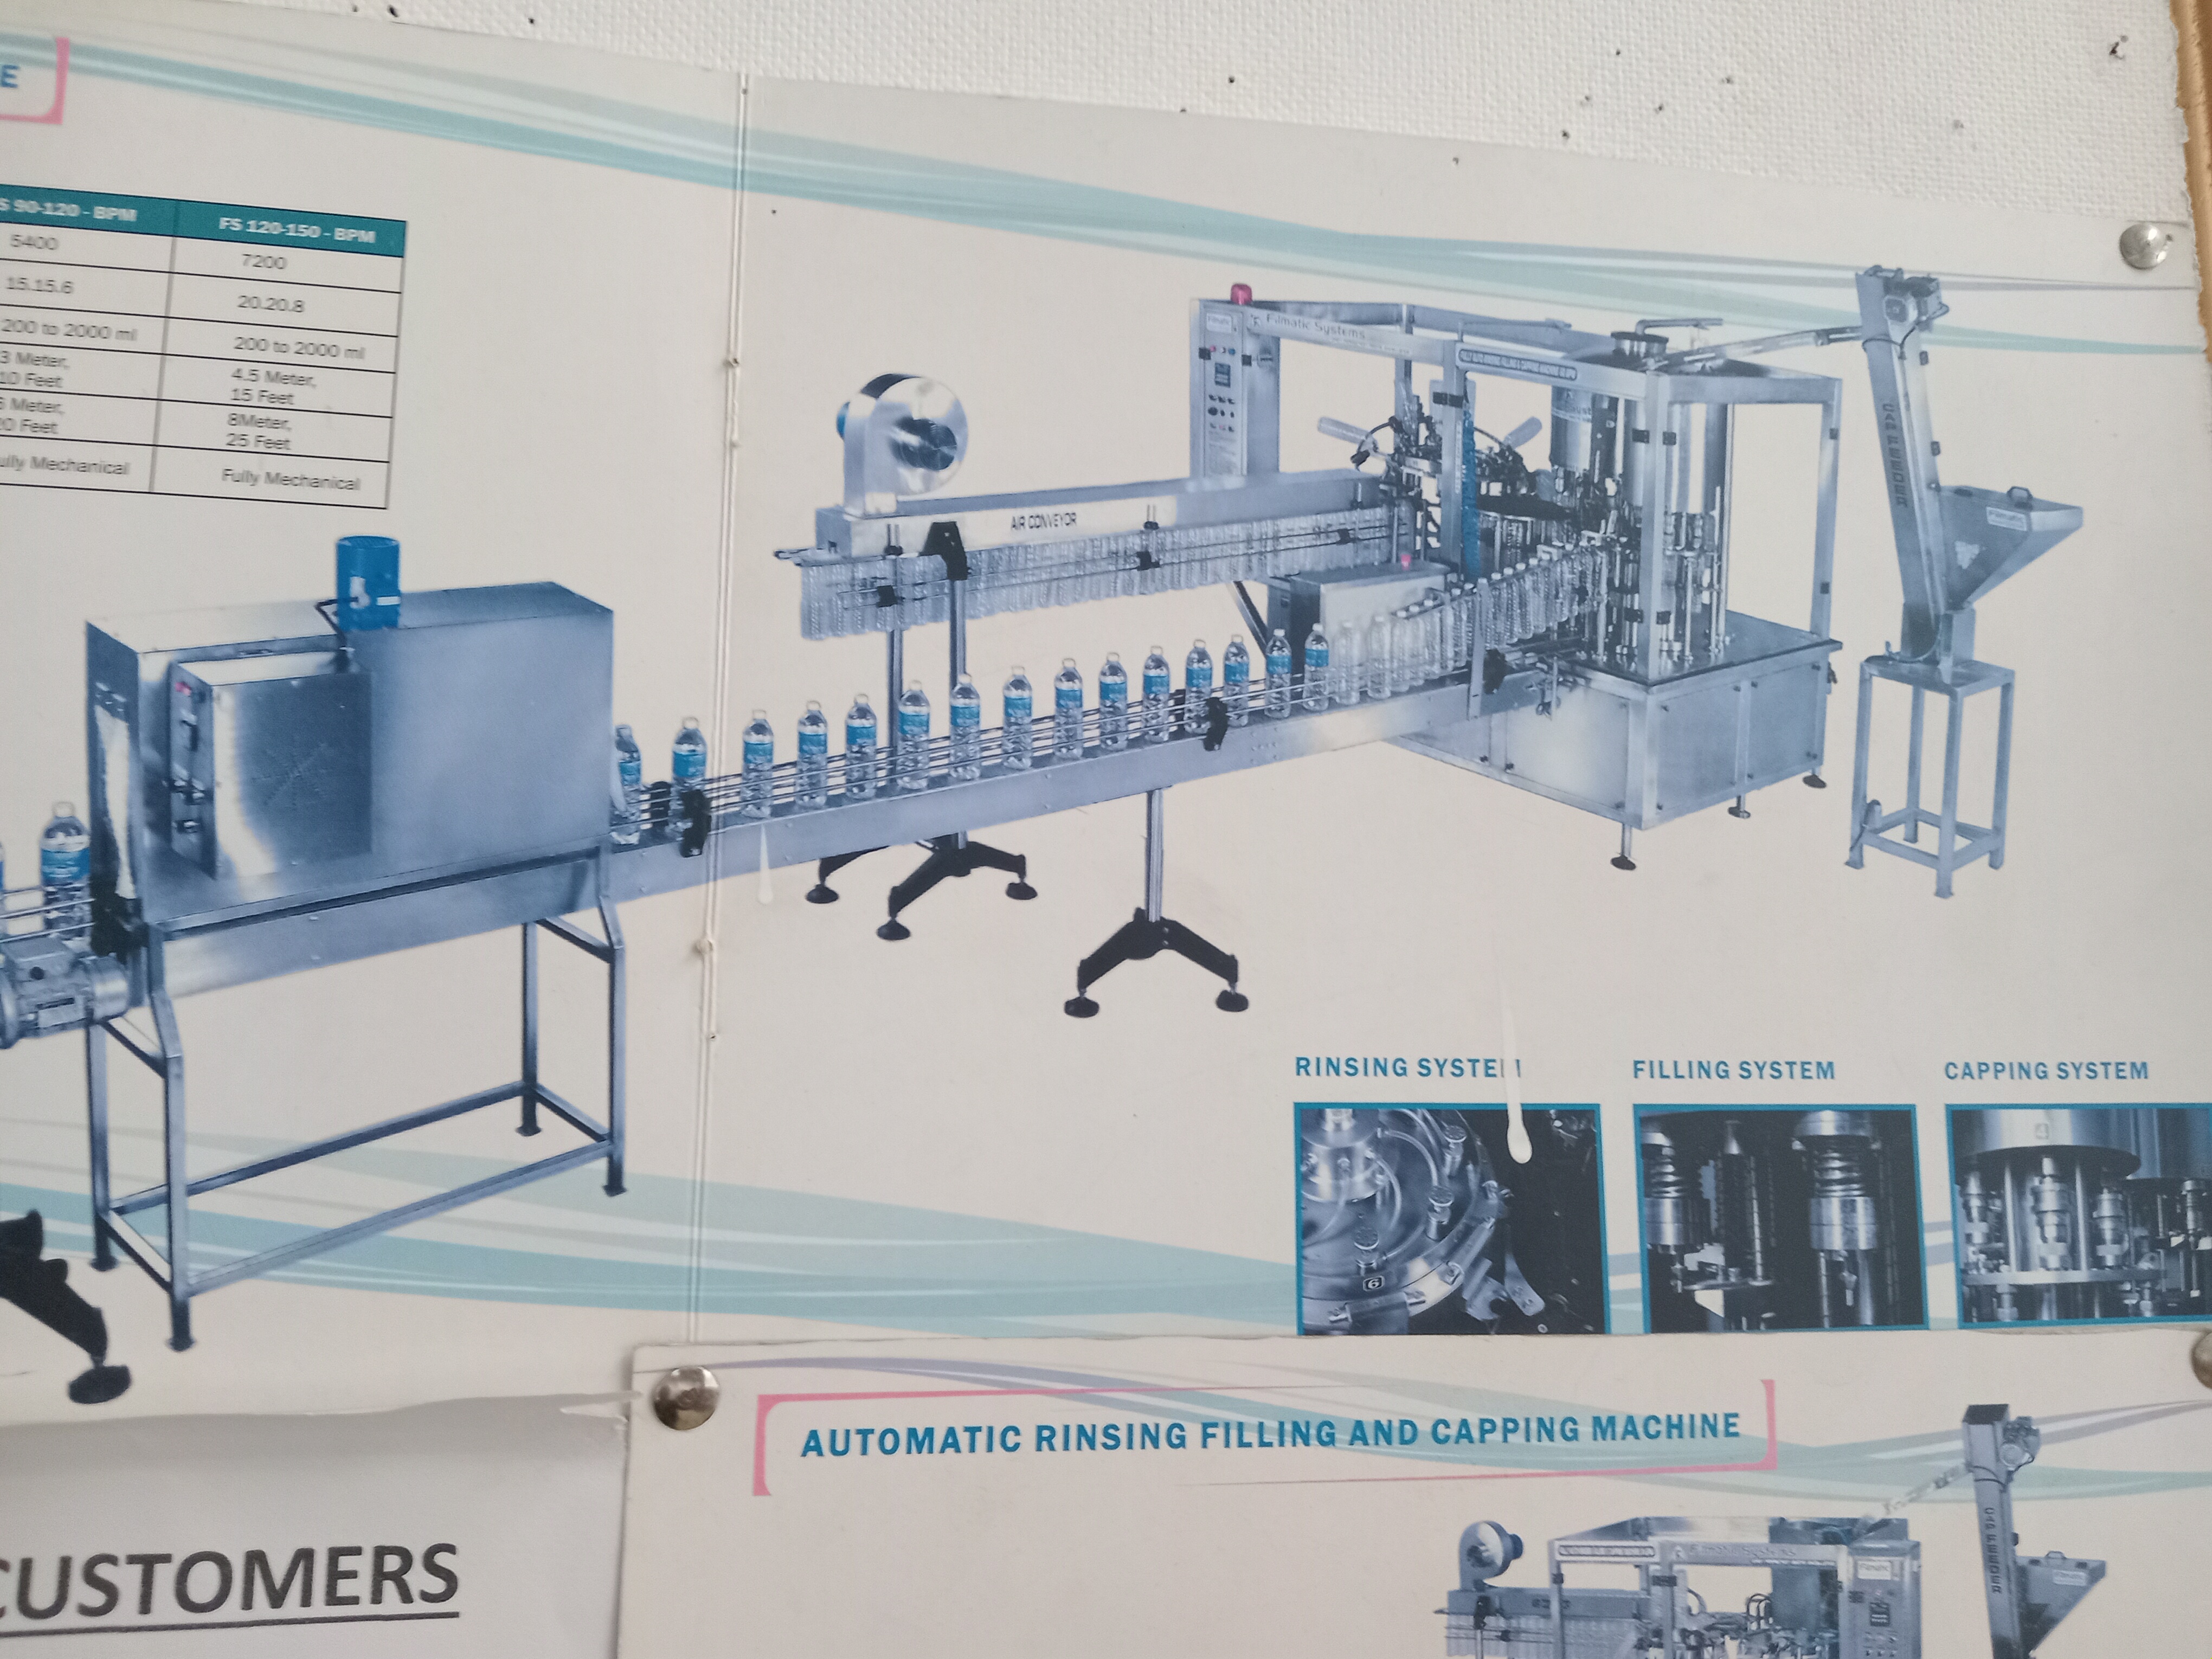 E
S 90-120 - BPM
FS 120-150 - BPM
5400
7200
15.15.6
20.20.8
200 to 2000 ml
200 to 2000 ml
3 Meter,
10 Feet
4.5 Meter,
15 Feet
Meter,
0 Feet
8Meter,
25 Feet
ully Mechanical
Fully Mechanical
Filmatic Systems
AIR CONVEYOR
CAP FEEDER
RINSING SYSTEM
FILLING SYSTEM
CAPPING SYSTEM
6
AUTOMATIC RINSING FILLING AND CAPPING MACHINE
CAP FEEDER
CUSTOMERS